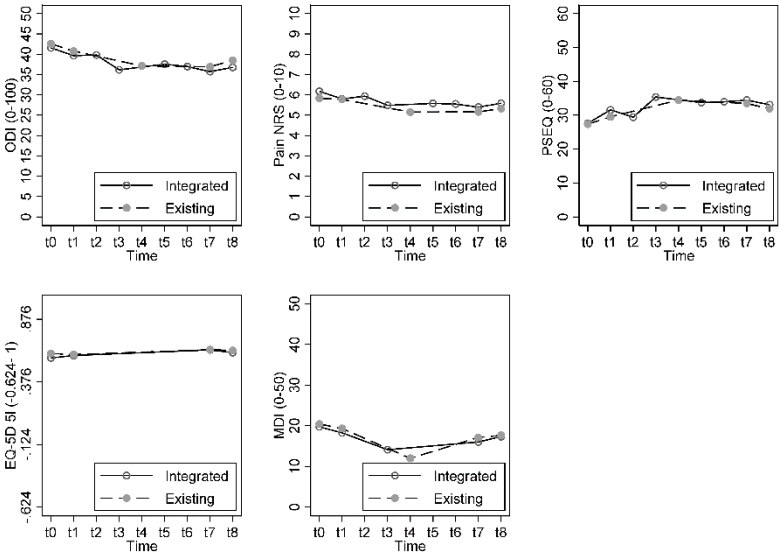 ODI (0-100)
50
45
40
35
30
25
20
15
10
5
0
Integrated
Existing
t0 t1 t2 t3 t4 t5 t6 t7 t8
Time
Pain NRS (0-10)
10
9
8
7
6
5
4
3
2
1
0
Integrated
Existing
t0 t1 t2 t3 t4 t5 t6 t7 t8
Time
PSEQ (0-60)
60
50
40
30
20
10
0
Integrated
Existing
t0 t1 t2 t3 t4 t5 t6 t7 t8
Time
EQ-5D 5l (-0.624- 1)
.876
.376
-.124
-.624
Integrated
Existing
t0 t1 t2 t3 t4 t5 t6 t7 t8
Time
MDI (0-50)
50
40
30
20
10
0
Integrated
Existing
t0 t1 t2 t3 t4 t5 t6 t7 t8
Time